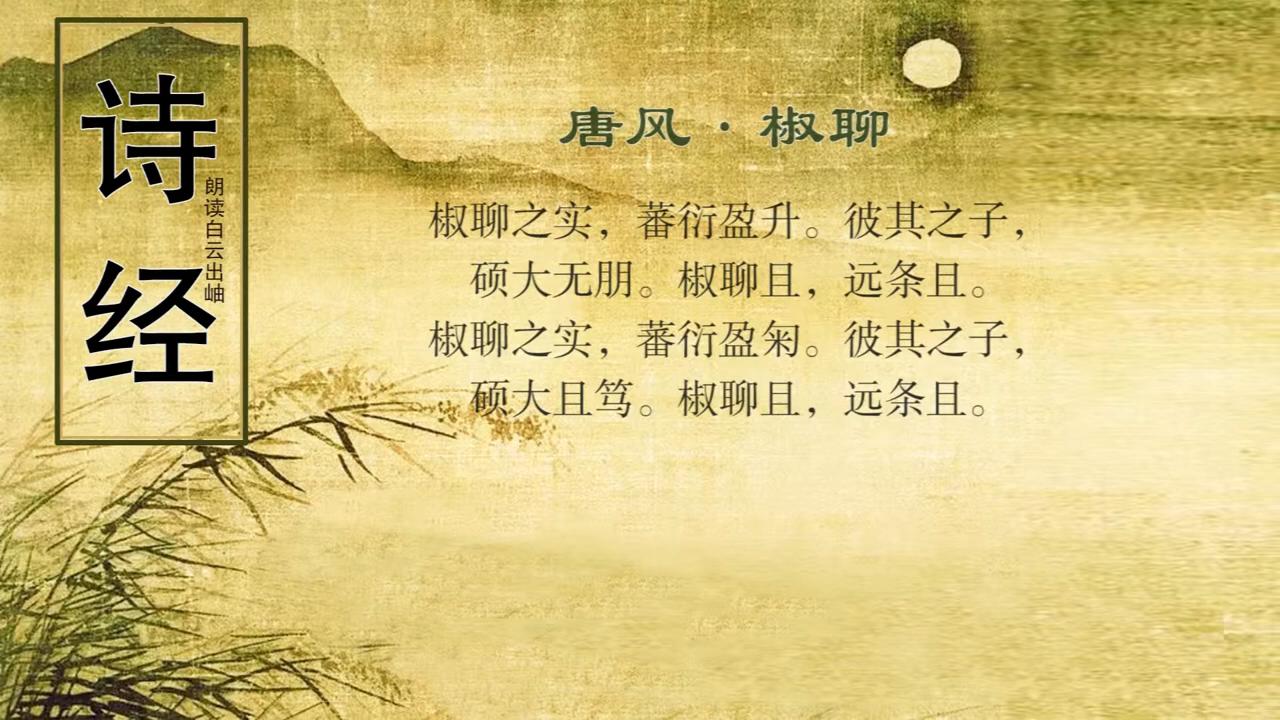 诗经
朗读白云出岫
唐风·椒聊
椒聊之实，蕃衍盈升。彼其之子，
硕大无朋。椒聊且，远条且。
椒聊之实，蕃衍盈匊。彼其之子，
硕大且笃。椒聊且，远条且。